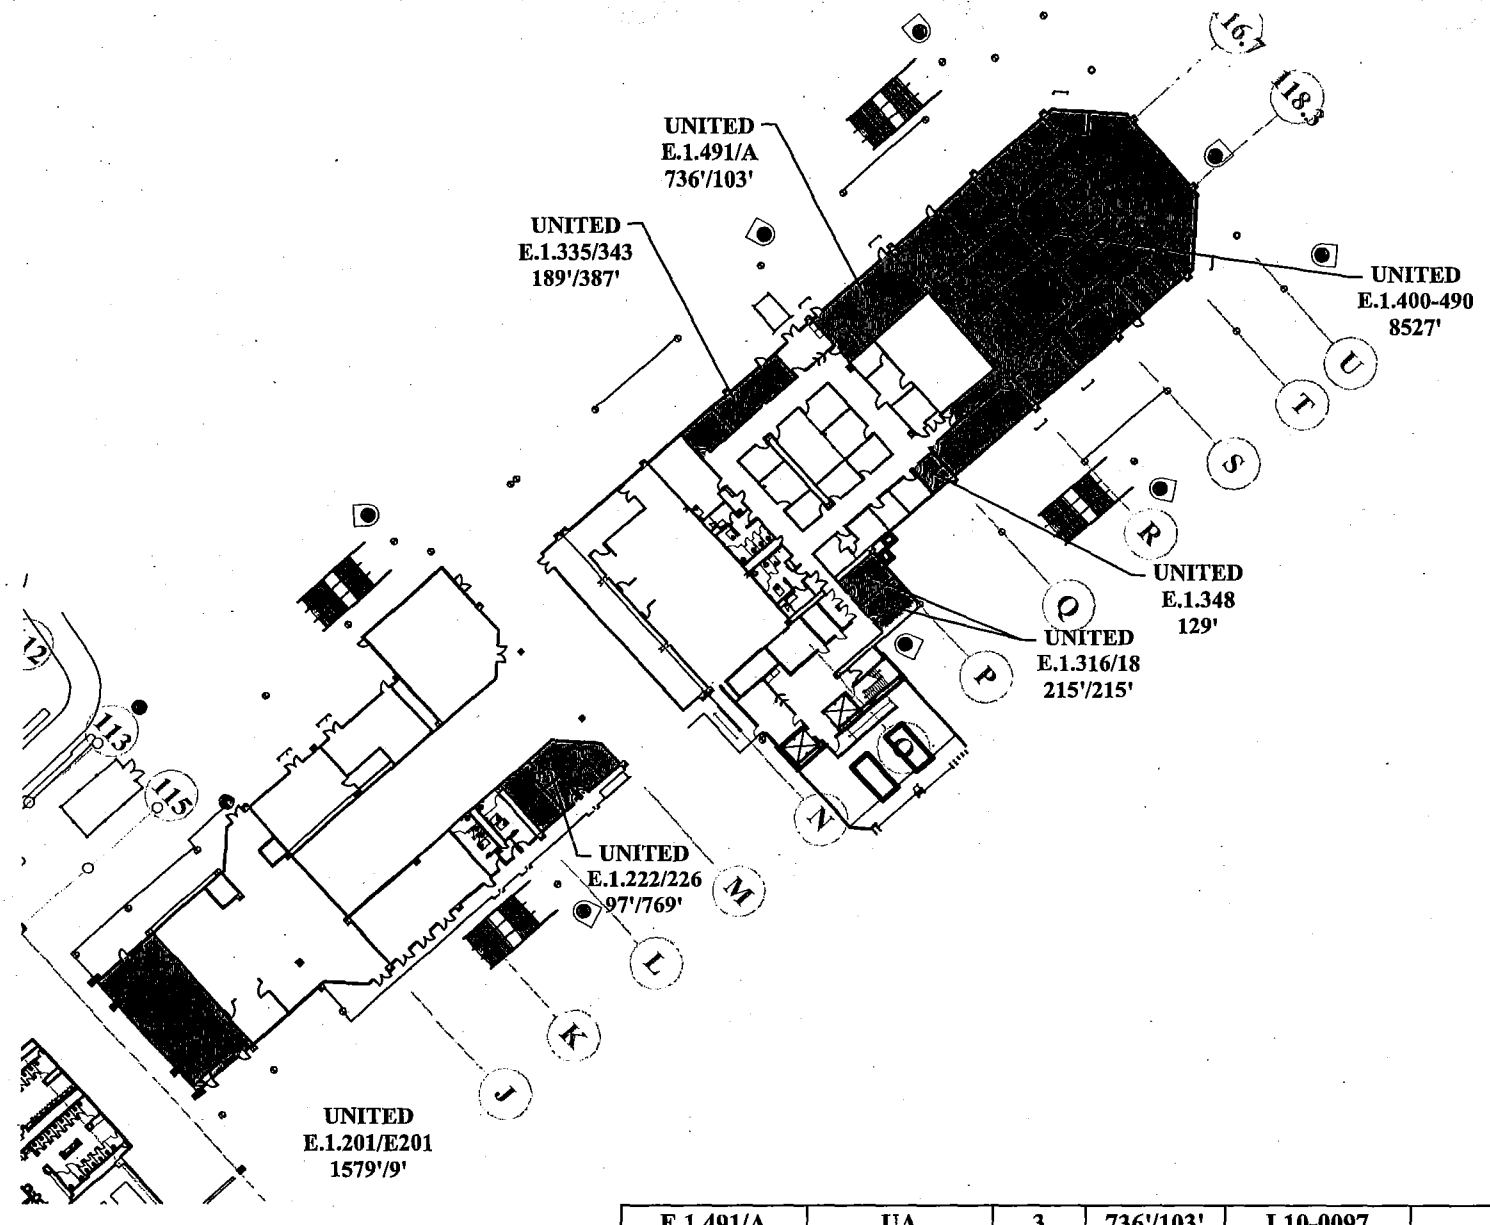 16.7
118.3
UNITED
E.1.491/A
736'/103'
UNITED
E.1.335/343
189'/387'
UNITED
E.1.400-490
8527'
U
T
S
R
Q
P
O
N
M
L
K
J
UNITED
E.1.348
129'
UNITED
E.1.316/18
215'/215'
12
113
115
UNITED
E.1.222/226
97'/769'
UNITED
E.1.201/E201
1579'/9'
E.1.491/A UA 3 736'/103' L10-0097